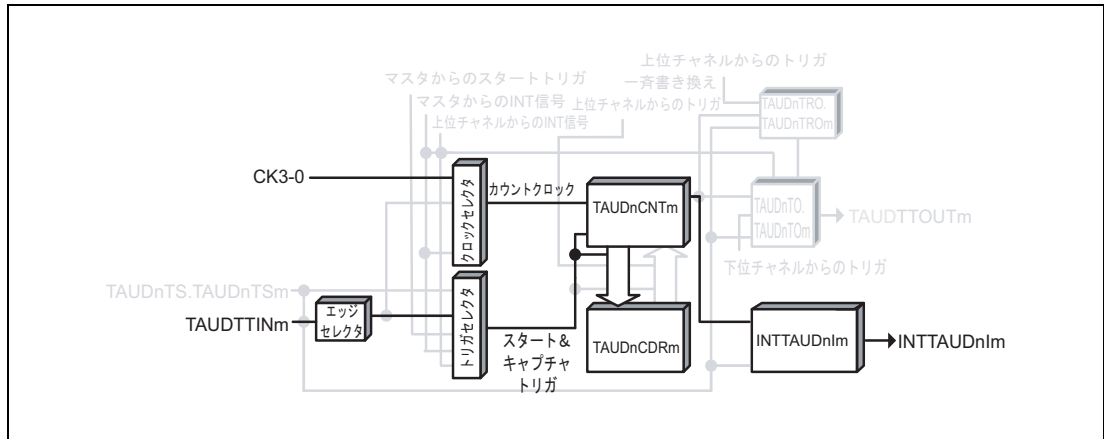 上位チャネルからのトリガ
マスタからのスタートトリガ
一斉書き換え
マスタからのINT信号
上位チャネルからのトリガ
上位チャネルからのINT信号
TAUDnTRO.
TAUDnTROm
CK3-0
クロックセレクタ
カウントクロック
TAUDnCNTm
TAUDnTO.
TAUDnTOm
TAUDTTOUTm
下位チャネルからのトリガ
TAUDnTS.TAUDnTSm
TAUDTTINm
エッジ
セレクタ
トリガセレクタ
スタート&
キャプチャ
トリガ
TAUDnCDRm
INTTAUDnIm
INTTAUDnIm